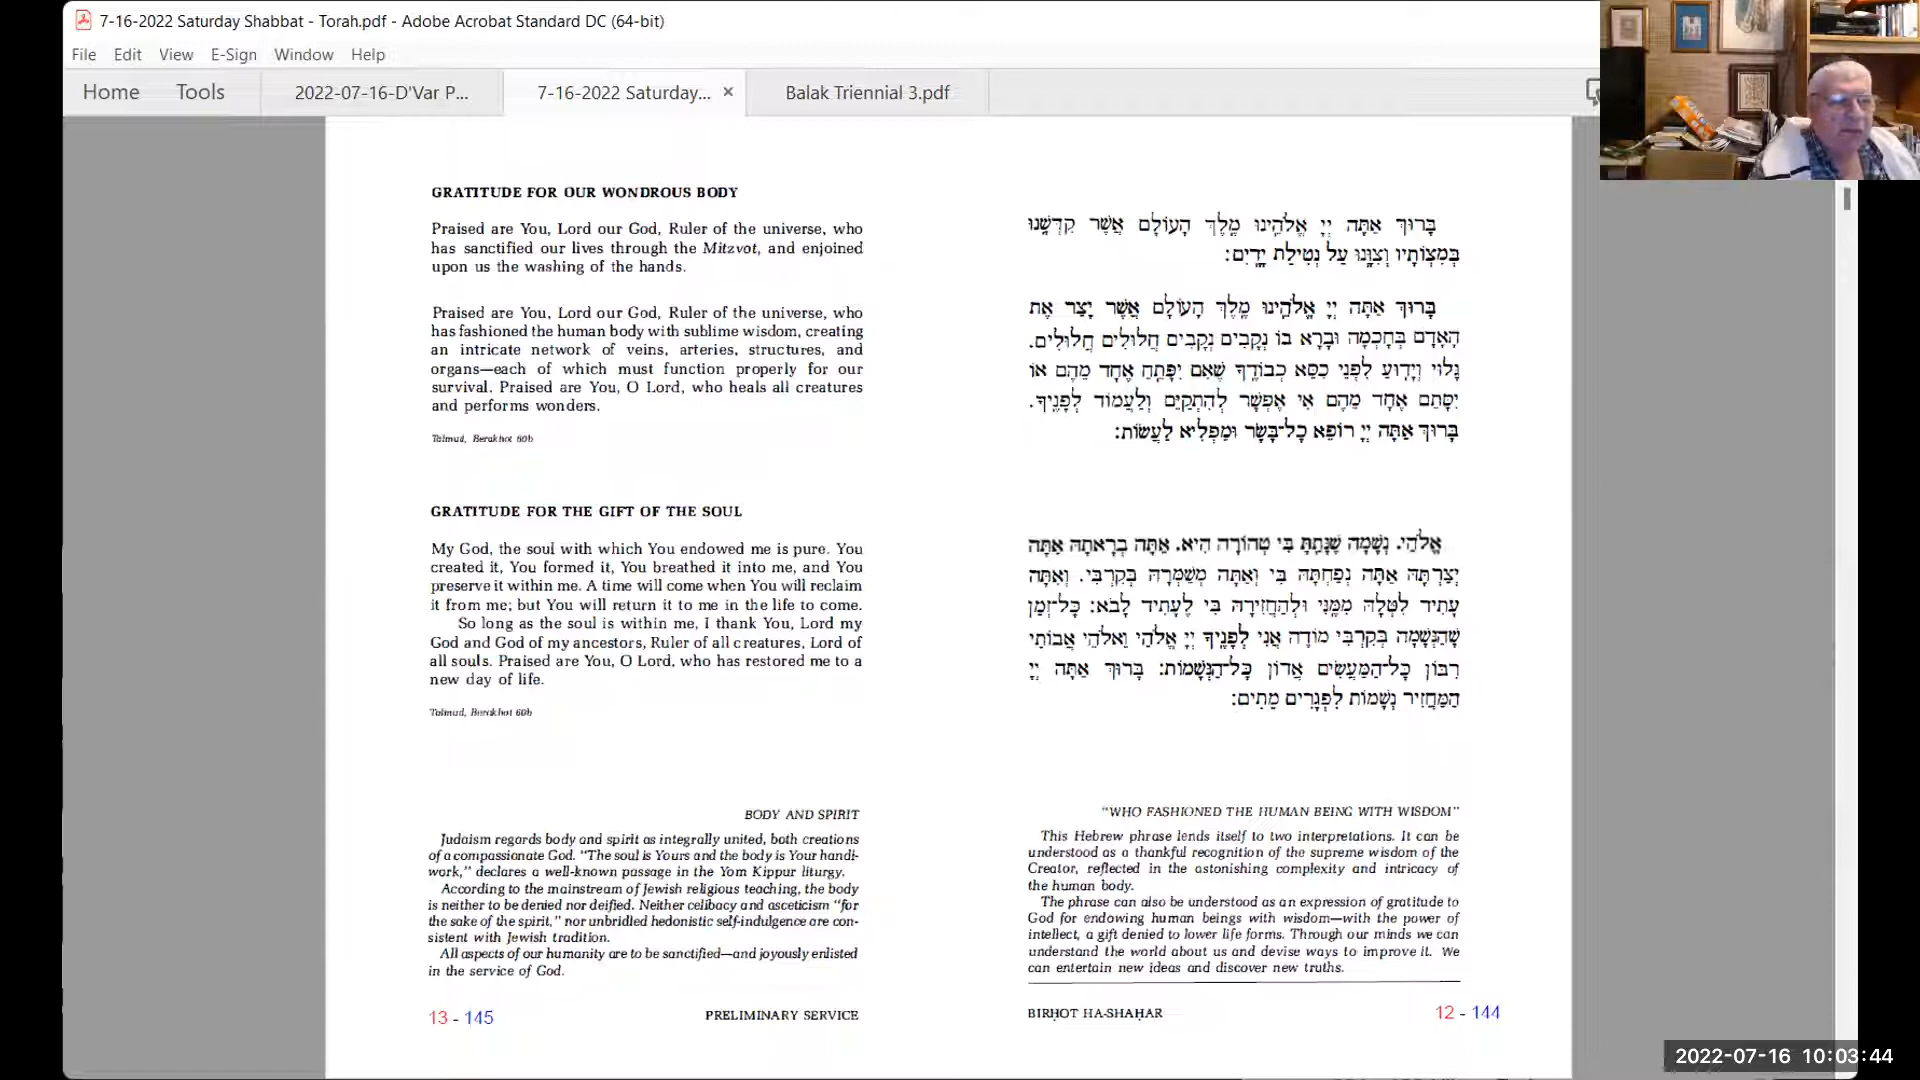 7-16-2022 Saturday Shabbat - Torah.pdf - Adobe Acrobat Standard DC (64-bit)
File Edit View E-Sign Window Help
Home Tools 2022-07-16-D'Var P... 7-16-2022 Saturday... × Balak Triennial 3.pdf
GRATITUDE FOR OUR WONDROUS BODY
Praised are You, Lord our God, Ruler of the universe, who
has sanctified our lives through the Mitzvot, and enjoined
upon us the washing of the hands.
Praised are You, Lord our God, Ruler of the universe, who
has fashioned the human body with sublime wisdom, creating
an intricate network of veins, arteries, structures, and
organs—each of which must function properly for our
survival. Praised are You, O Lord, who heals all creatures
and performs wonders.
Talmud, Berakhot 60b
GRATITUDE FOR THE GIFT OF THE SOUL
My God, the soul with which You endowed me is pure. You
created it, You formed it, You breathed it into me, and You
preserve it within me. A time will come when You will reclaim
it from me; but You will return it to me in the life to come.
So long as the soul is within me, I thank You, Lord my
God and God of my ancestors, Ruler of all creatures, Lord of
all souls. Praised are You, O Lord, who has restored me to a
new day of life.
Talmud, Berakhot 60b
BODY AND SPIRIT
Judaism regards body and spirit as integrally united, both creations
of a compassionate God. "The soul is Yours and the body is Your handi-
work," declares a well-known passage in the Yom Kippur liturgy.
According to the mainstream of Jewish religious teaching, the body
is neither to be denied nor deified. Neither celibacy and asceticism "for
the sake of the spirit," nor unbridled hedonistic self-indulgence are con-
sistent with Jewish tradition.
All aspects of our humanity are to be sanctified—and joyously enlisted
in the service of God.
13 - 145 PRELIMINARY SERVICE
בָּרוּךְ אַתָּה יְיָ אֱלֹהֵֽינוּ מֶֽלֶךְ הָעוֹלָם אֲשֶׁר קִדְּשָֽׁנוּ
בְּמִצְוֹתָיו וְצִוָּֽנוּ עַל נְטִילַת יָדָֽיִם:
בָּרוּךְ אַתָּה יְיָ אֱלֹהֵֽינוּ מֶֽלֶךְ הָעוֹלָם אֲשֶׁר יָצַר אֶת
הָאָדָם בְּחָכְמָה וּבָרָא בוֹ נְקָבִים נְקָבִים חֲלוּלִים חֲלוּלִים.
גָּלוּי וְיָדֽוּעַ לִפְנֵי כִסֵּא כְבוֹדֶֽךָ שֶׁאִם יִפָּתֵֽחַ אֶחָד מֵהֶם אוֹ
יִסָּתֵם אֶחָד מֵהֶם אִי אֶפְשָׁר לְהִתְקַיֵּם וְלַעֲמוֹד לְפָנֶֽיךָ.
בָּרוּךְ אַתָּה יְיָ רוֹפֵא כָל־בָּשָׂר וּמַפְלִיא לַעֲשׂוֹת:
אֱלֹהַי. נְשָׁמָה שֶׁנָּתַֽתָּ בִּי טְהוֹרָה הִיא. אַתָּה בְרָאתָהּ אַתָּה
יְצַרְתָּהּ אַתָּה נְפַחְתָּהּ בִּי וְאַתָּה מְשַׁמְּרָהּ בְּקִרְבִּי. וְאַתָּה
עָתִיד לִטְּלָהּ מִמֶּֽנִּי וּלְהַחֲזִירָהּ בִּי לֶעָתִיד לָבֹא: כָּל־זְמַן
שֶׁהַנְּשָׁמָה בְּקִרְבִּי מוֹדֶה אֲנִי לְפָנֶֽיךָ יְיָ אֱלֹהַי וֵאלֹהֵי אֲבוֹתַי
רִבּוֹן כָּל־הַמַּעֲשִׂים אֲדוֹן כָּל־הַנְּשָׁמוֹת: בָּרוּךְ אַתָּה יְיָ
הַמַּחֲזִיר נְשָׁמוֹת לִפְגָרִים מֵתִים:
"WHO FASHIONED THE HUMAN BEING WITH WISDOM"
This Hebrew phrase lends itself to two interpretations. It can be
understood as a thankful recognition of the supreme wisdom of the
Creator, reflected in the astonishing complexity and intricacy of
the human body.
The phrase can also be understood as an expression of gratitude to
God for endowing human beings with wisdom—with the power of
intellect, a gift denied to lower life forms. Through our minds we can
understand the world about us and devise ways to improve it. We
can entertain new ideas and discover new truths.
BIRḤOT HA-SHAḤAR 12 - 144
2022-07-16 10:03:44